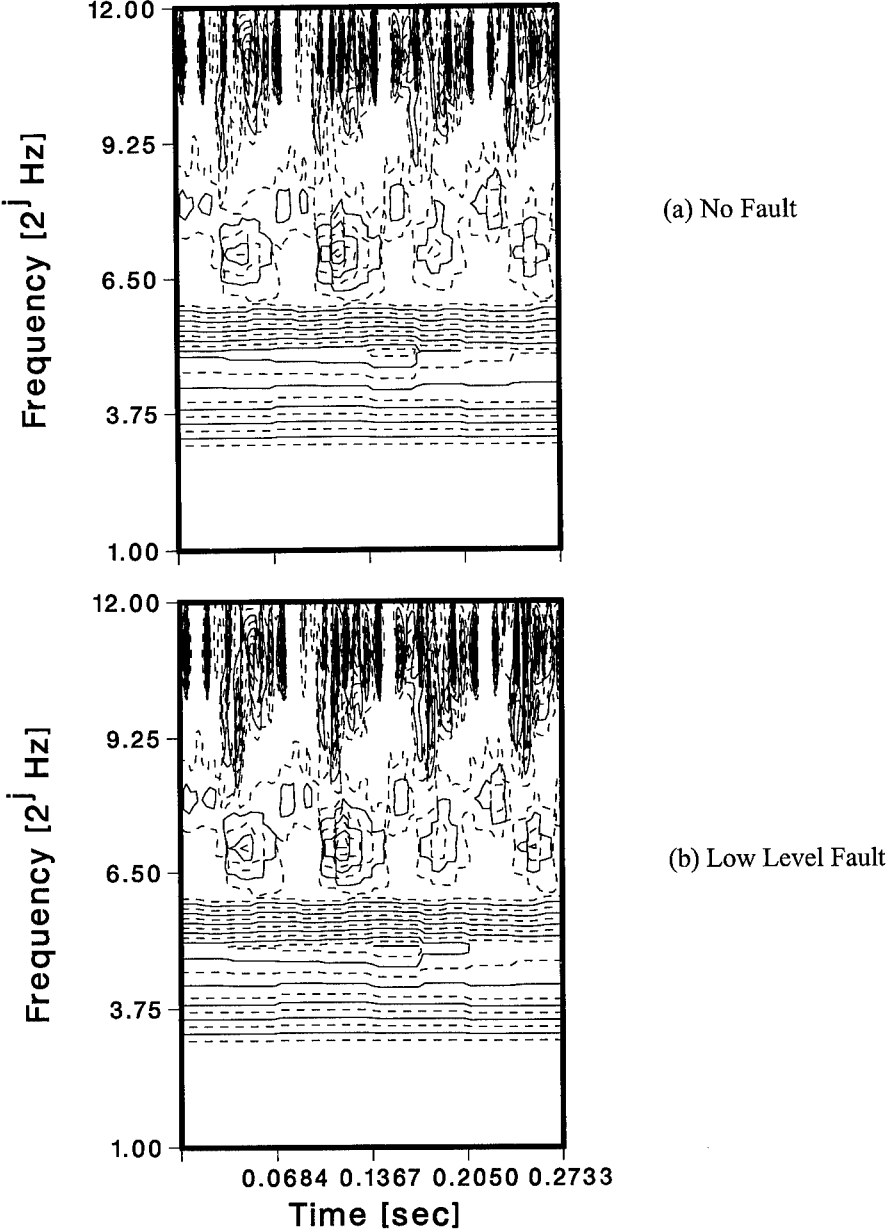 12.00
9.25
6.50
3.75
1.00
Frequency [2^j Hz]
(a) No Fault
12.00
9.25
6.50
3.75
1.00
Frequency [2^j Hz]
(b) Low Level Fault
0.0684 0.1367 0.2050 0.2733
Time [sec]